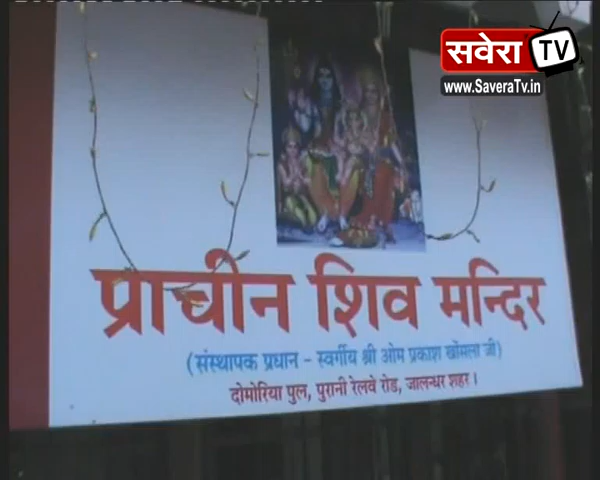 सवेरा TV
www.SaveraTv.in
प्राचीन शिव मन्दिर
(संस्थापक प्रधान - स्वर्गीय श्री ओम प्रकाश खोंसला जी)
दोमोरिया पुल, पुरानी रेलवे रोड, जालन्धर शहर ।